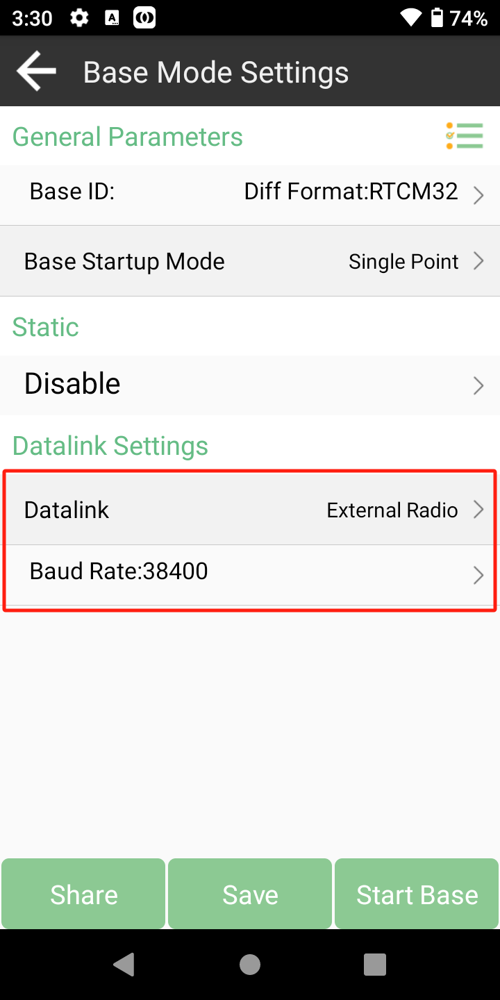 3:30 74%
Base Mode Settings
General Parameters
Base ID: Diff Format:RTCM32
Base Startup Mode Single Point
Static
Disable
Datalink Settings
Datalink External Radio
Baud Rate:38400
Share Save Start Base